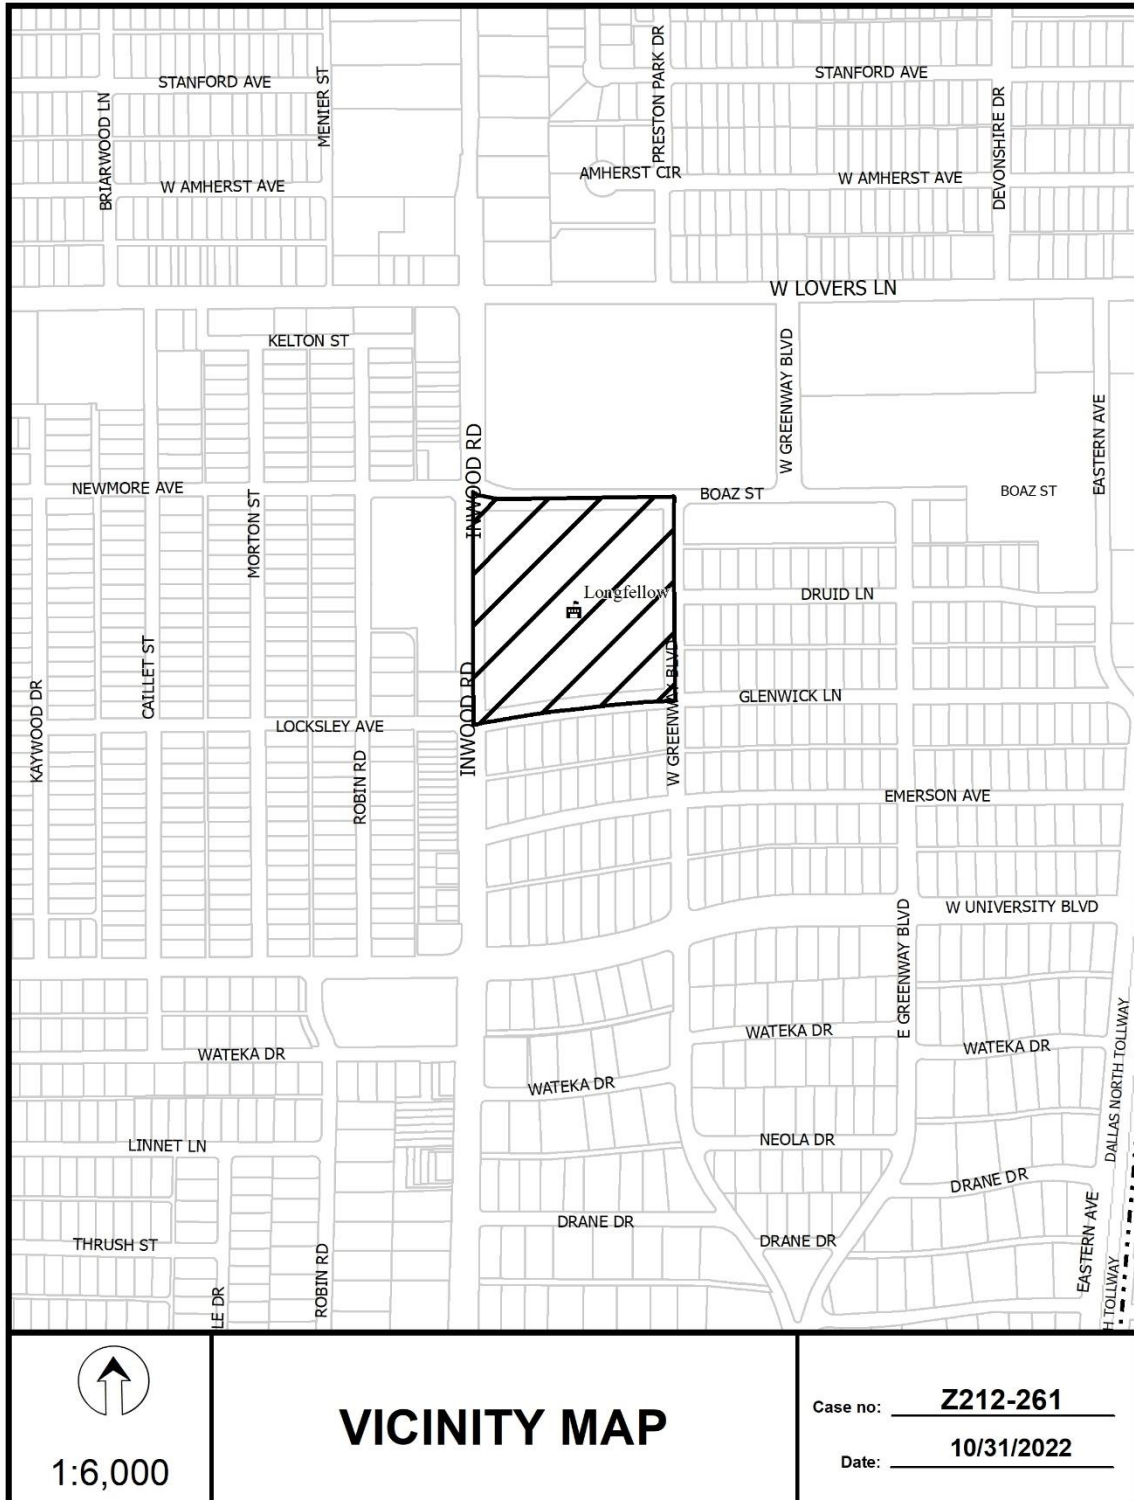 STANFORD AVE
MENIER ST
PRESTON PARK DR
STANFORD AVE
BRIARWOOD LN
DEVONSHIRE DR
W AMHERST AVE
AMHERST CIR
W AMHERST AVE
W LOVERS LN
KELTON ST
W GREENWAY BLVD
EASTERN AVE
INWOOD RD
NEWMORE AVE
BOAZ ST
BOAZ ST
MORTON ST
Longfellow
DRUID LN
CAILLET ST
KAYWOOD DR
INWOOD RD
W GREENWAY BLVD
GLENWICK LN
LOCKSLEY AVE
ROBIN RD
EMERSON AVE
W UNIVERSITY BLVD
E GREENWAY BLVD
WATEKA DR
WATEKA DR
WATEKA DR
WATEKA DR
DALLAS NORTH TOLLWAY
LINNET LN
NEOLA DR
DRANE DR
DRANE DR
DRANE DR
THRUSH ST
ROBIN RD
EASTERN AVE
LE DR
H TOLLWAY
1:6,000
VICINITY MAP
Case no: Z212-261
Date: 10/31/2022